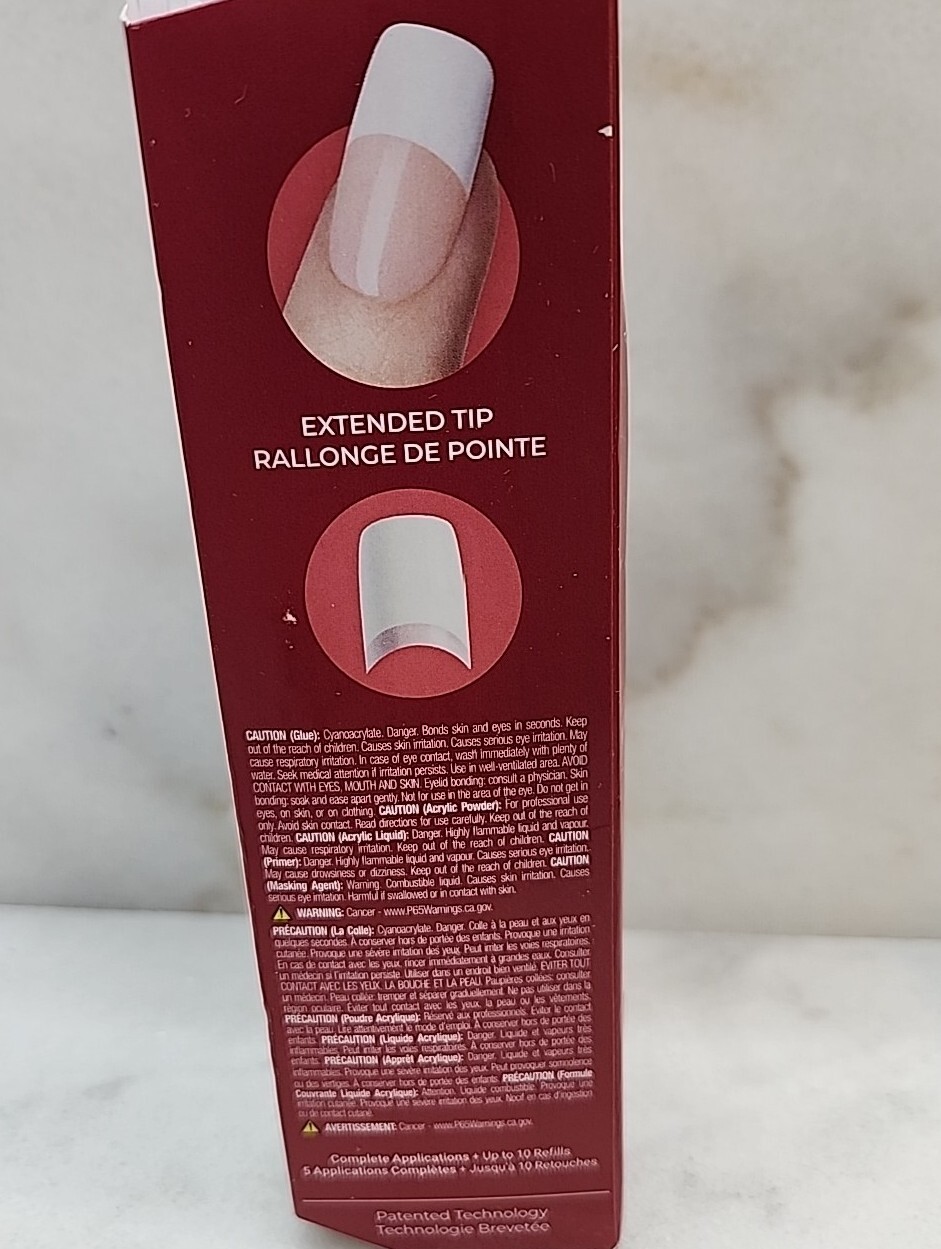 EXTENDED TIP
RALLONGE DE POINTE
CAUTION (Glue): Cyanoacrylate. Danger. Bonds skin and eyes in seconds. Keep
out of the reach of children. Causes skin irritation. Causes serious eye irritation. May
cause respiratory irritation. In case of eye contact, wash immediately with plenty of
water. Seek medical attention if irritation persists. Use in well-ventilated area. AVOID
CONTACT WITH EYES, MOUTH AND SKIN. Eyelid bonding: consult a physician. Skin
bonding: soak and ease apart gently. Not for use in the area of the eye. Do not get in
eyes, on skin, or on clothing. CAUTION (Acrylic Powder): For professional use
only. Avoid skin contact. Read directions for use carefully. Keep out of the reach of
children. CAUTION (Acrylic Liquid): Danger. Highly flammable liquid and vapour.
May cause respiratory irritation. Keep out of the reach of children. CAUTION
(Primer): Danger. Highly flammable liquid and vapour. Causes serious eye irritation.
May cause drowsiness or dizziness. Keep out of the reach of children. CAUTION
(Masking Agent): Warning. Combustible liquid. Causes skin irritation. Causes
serious eye irritation. Harmful if swallowed or in contact with skin.
WARNING: Cancer - www.P65Warnings.ca.gov.
PRÉCAUTION (La Colle): Cyanoacrylate. Danger. Colle à la peau et aux yeux en
quelques secondes. À conserver hors de portée des enfants. Provoque une irritation
cutanée. Provoque une sévère irritation des yeux. Peut irriter les voies respiratoires.
En cas de contact avec les yeux, rincer immédiatement à grandes eaux. Consulter
un médecin si l'irritation persiste. Utiliser dans un endroit bien ventilé. ÉVITER TOUT
CONTACT AVEC LES YEUX, LA BOUCHE ET LA PEAU. Paupières collées: consulter
un médecin. Peau collée: tremper et séparer graduellement. Ne pas utiliser dans la
région oculaire. Éviter tout contact avec les yeux, la peau ou les vêtements.
PRÉCAUTION (Poudre Acrylique): Réservé aux professionnels. Éviter le contact
avec la peau. Lire attentivement le mode d'emploi. À conserver hors de portée des
enfants. PRÉCAUTION (Liquide Acrylique): Danger. Liquide et vapeurs très
inflammables. Peut irriter les voies respiratoires. À conserver hors de portée des
enfants. PRÉCAUTION (Apprêt Acrylique): Danger. Liquide et vapeurs très
inflammables. Provoque une sévère irritation des yeux. Peut provoquer somnolence
ou des vertiges. À conserver hors de portée des enfants. PRÉCAUTION (Formule
Couvrante Liquide Acrylique): Attention. Liquide combustible. Provoque une
irritation cutanée. Provoque une sévère irritation des yeux. Nocif en cas d'ingestion
ou de contact cutané.
AVERTISSEMENT: Cancer - www.P65Warnings.ca.gov.
Complete Applications + Up to 10 Refills
5 Applications Complètes + Jusqu'à 10 Retouches
Patented Technology
Technologie Brevetée